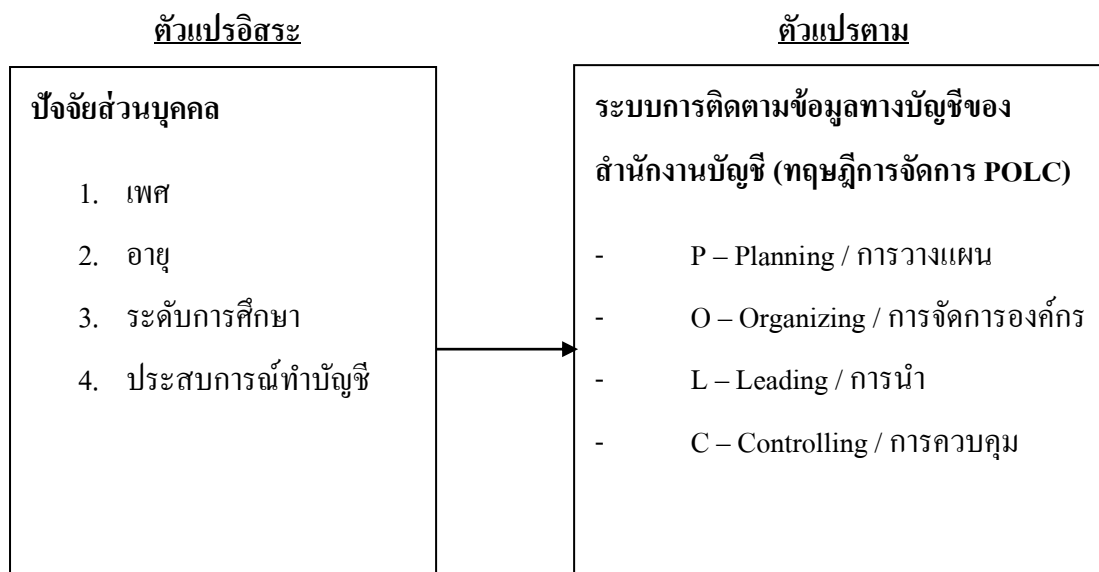 ตัวแปรอิสระ
ปัจจัยส่วนบุคคล
1. เพศ
2. อายุ
3. ระดับการศึกษา
4. ประสบการณ์ทำบัญชี
ตัวแปรตาม
ระบบการติดตามข้อมูลทางบัญชีของ
สำนักงานบัญชี (ทฤษฎีการจัดการ POLC)
- P – Planning / การวางแผน
- O – Organizing / การจัดการองค์กร
- L – Leading / การนำ
- C – Controlling / การควบคุม